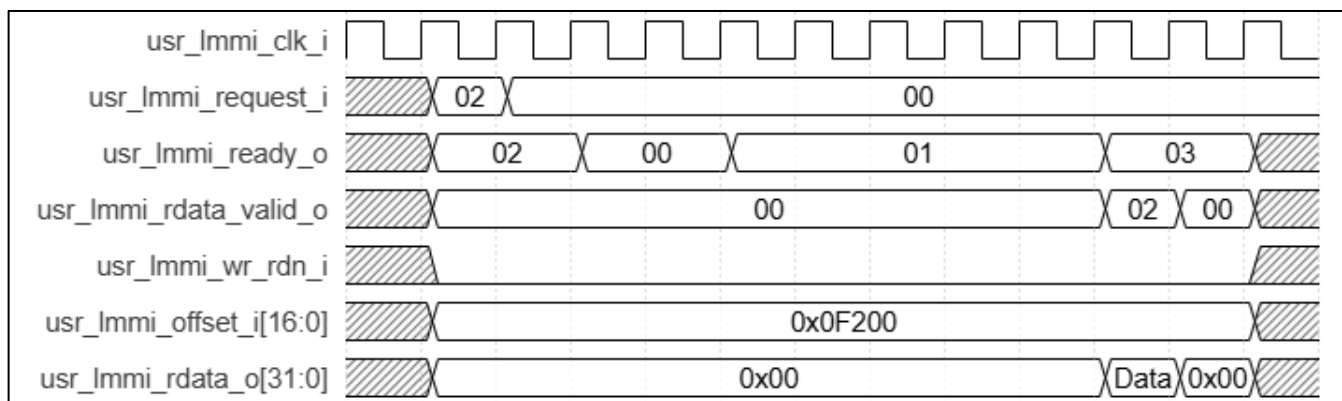 usr_lmmi_clk_i
usr_lmmi_request_i 02 00
usr_lmmi_ready_o 02 00 01 03
usr_lmmi_rdata_valid_o 00 02 00
usr_lmmi_wr_rdn_i
usr_lmmi_offset_i[16:0] 0x0F200
usr_lmmi_rdata_o[31:0] 0x00 Data 0x00